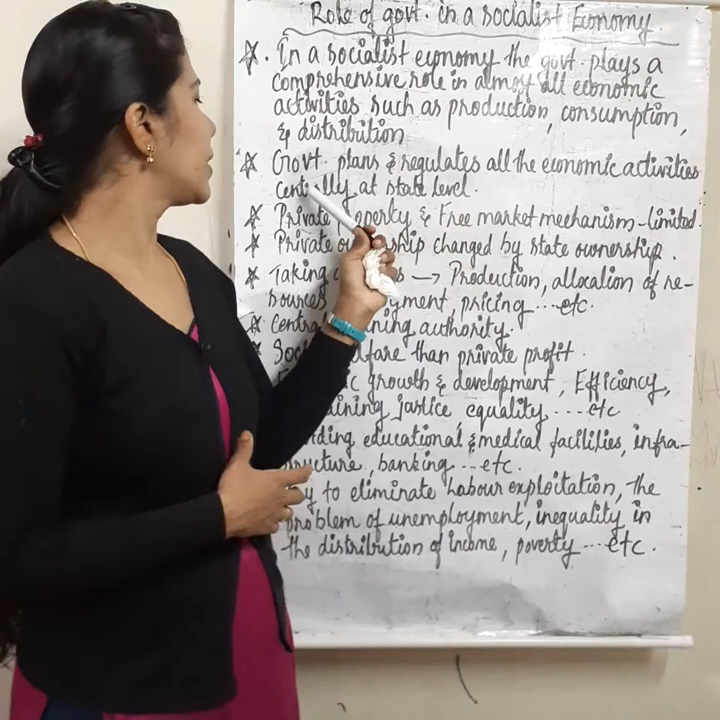 Role of govt. in a socialist Economy.
☆. In a socialist economy the govt. plays a
comprehensive role in almost all economic
activities such as production, consumption,
& distribution
☆ Govt. plans & regulates all the economic activities
at state level.
☆ Private & Free market mechanism - limited.
☆ Private changed by state ownership.
☆ Taking → Production, allocation of re-
sources pricing ... etc.
☆ authority.
than private profit.
growth & development, Efficiency,
justice, equality .... etc
educational & medical facilities, infra-
structure, banking ... etc.
to eliminate labour exploitation, the
problem of unemployment, inequality in
the distribution of income, poverty ... etc.